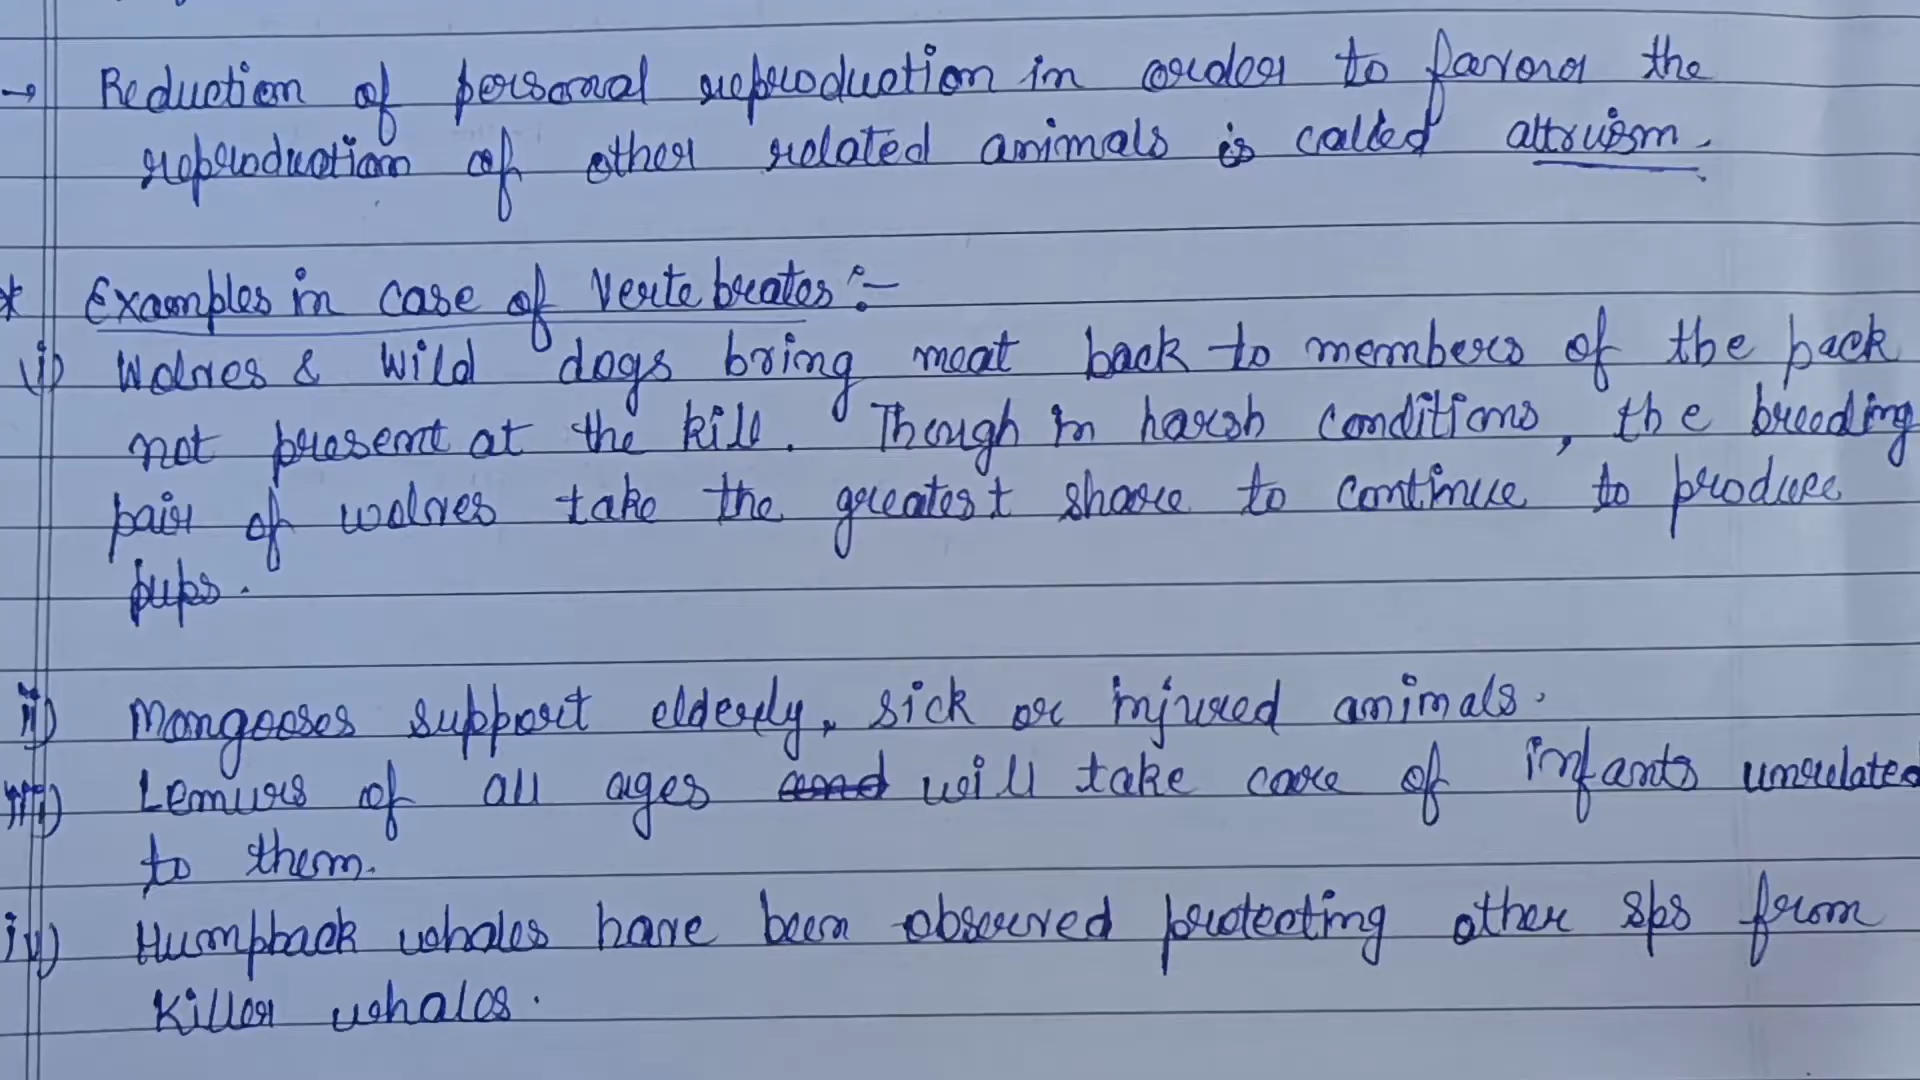 → Reduction of personal reproduction in order to favour the
reproduction of other related animals is called altruism.
* Examples in case of Vertebrates :-
i) Wolves & Wild dogs bring meat back to members of the pack
not present at the kill. Though in harsh conditions, the breeding
pair of wolves take the greatest share to continue to produce
pups.
ii) Mongooses support elderly, sick or injured animals.
iii) Lemurs of all ages and will take care of infants unrelated
to them.
iv) Humpback whales have been observed protecting other sps from
Killer whales.